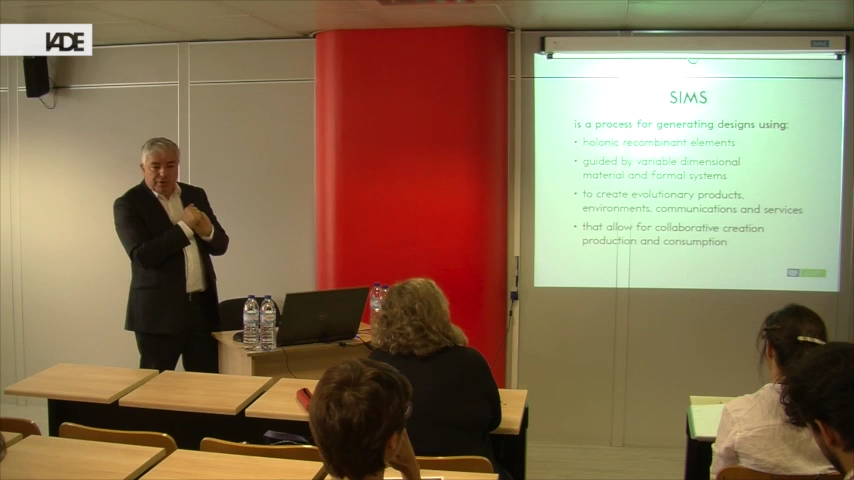 IADE
SIMS
is a process for generating designs using:
• holonic recombinant elements
• guided by variable dimensional
material and formal systems
• to create evolutionary products,
environments, communications and services
• that allow for collaborative creation
production and consumption